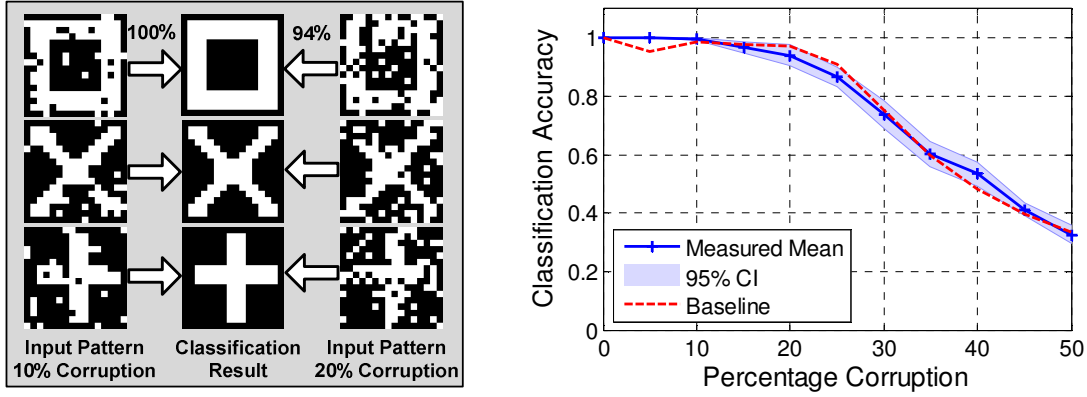 100%
94%
Input Pattern
10% Corruption
Classification
Result
Input Pattern
20% Corruption
Classification Accuracy
1
0.8
0.6
0.4
0.2
0
Measured Mean
95% CI
Baseline
0 10 20 30 40 50
Percentage Corruption